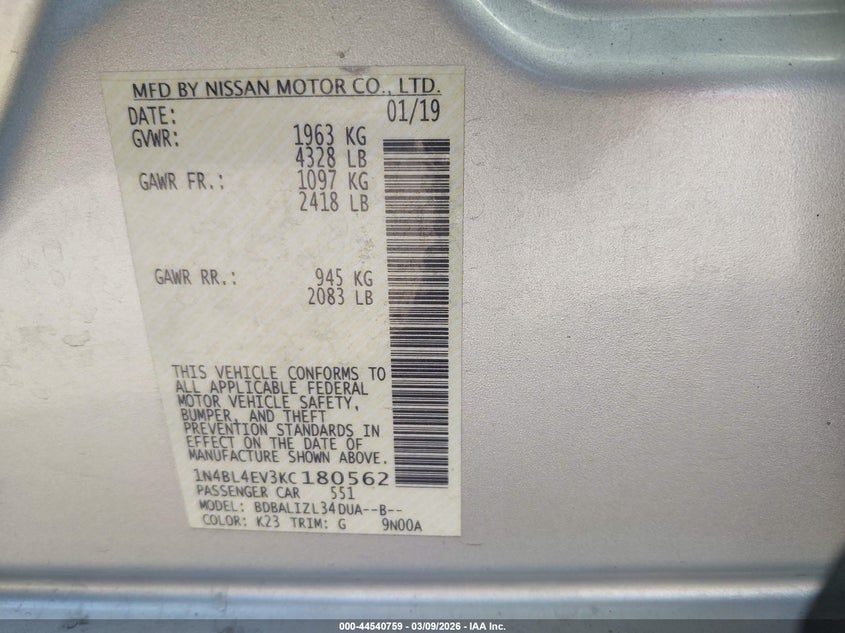 MFD BY NISSAN MOTOR CO., LTD.
DATE: 01/19
GVWR: 1963 KG
4328 LB
GAWR FR.: 1097 KG
2418 LB
GAWR RR.: 945 KG
2083 LB
THIS VEHICLE CONFORMS TO
ALL APPLICABLE FEDERAL
MOTOR VEHICLE SAFETY,
BUMPER, AND THEFT
PREVENTION STANDARDS IN
EFFECT ON THE DATE OF
MANUFACTURE SHOWN ABOVE.
1N4BL4EV3KC180562
PASSENGER CAR 551
MODEL: BDBALIZL34DUA--B--
COLOR: K23 TRIM: G 9N00A
000-44540759 - 03/09/2026 - IAA Inc.